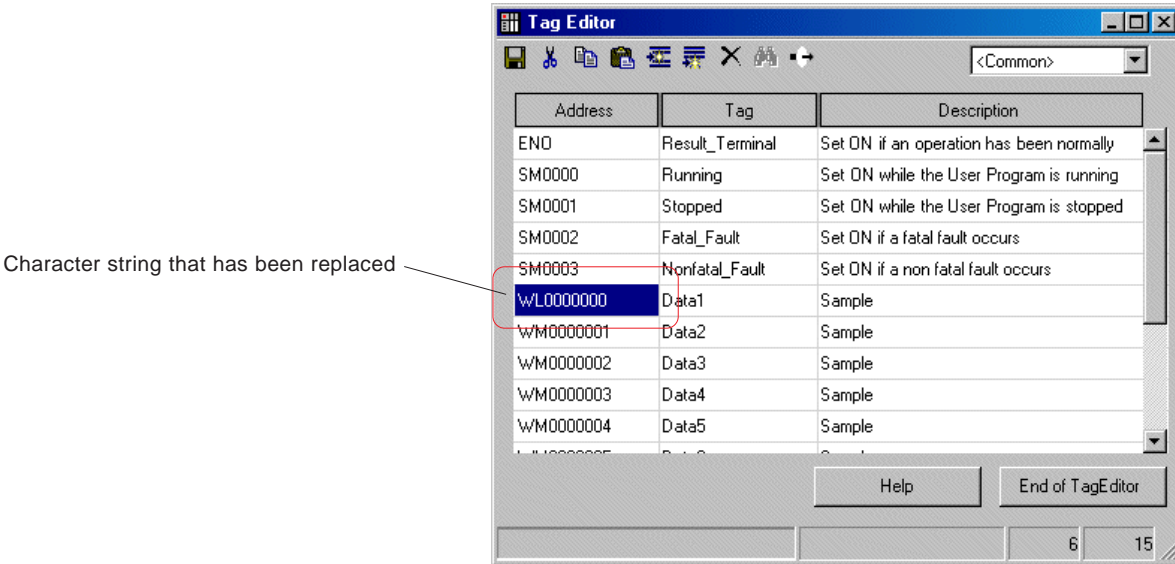 Tag Editor
<Common>
Address Tag Description
ENO Result_Terminal Set ON if an operation has been normally
SM0000 Running Set ON while the User Program is running
SM0001 Stopped Set ON while the User Program is stopped
SM0002 Fatal_Fault Set ON if a fatal fault occurs
Character string that has been replaced
SM0003 Nonfatal_Fault Set ON if a non fatal fault occurs
WL0000000 Data1 Sample
WM0000001 Data2 Sample
WM0000002 Data3 Sample
WM0000003 Data4 Sample
WM0000004 Data5 Sample
Help End of TagEditor
6 15